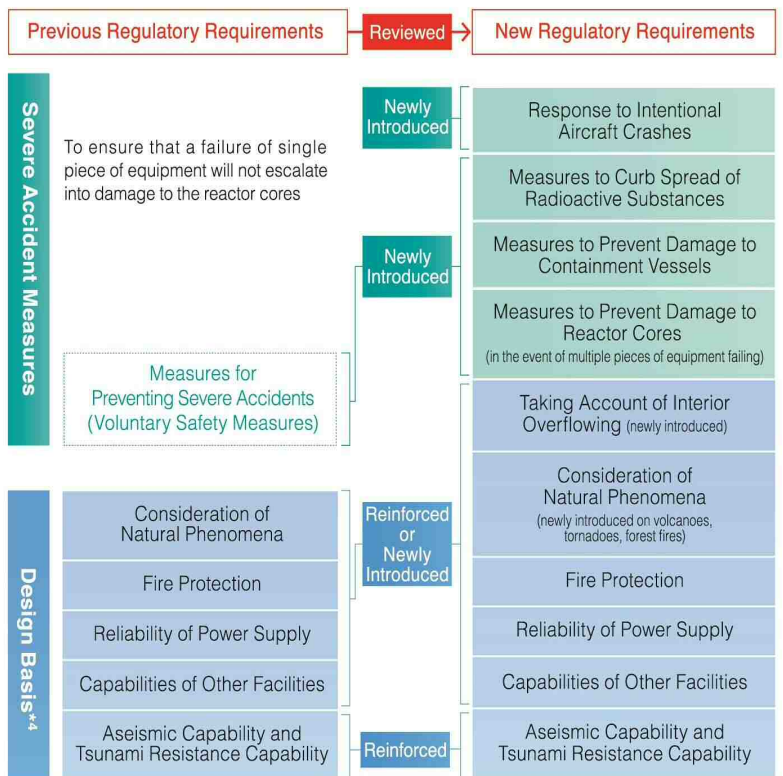 Previous Regulatory Requirements
Reviewed
New Regulatory Requirements
Severe Accident Measures
To ensure that a failure of single
piece of equipment will not escalate
into damage to the reactor cores
Measures for
Preventing Severe Accidents
(Voluntary Safety Measures)
Newly
Introduced
Response to Intentional
Aircraft Crashes
Newly
Introduced
Measures to Curb Spread of
Radioactive Substances
Measures to Prevent Damage to
Containment Vessels
Measures to Prevent Damage to
Reactor Cores
(in the event of multiple pieces of equipment failing)
Design Basis*4
Consideration of
Natural Phenomena
Fire Protection
Reliability of Power Supply
Capabilities of Other Facilities
Aseismic Capability and
Tsunami Resistance Capability
Reinforced
or
Newly
Introduced
Taking Account of Interior
Overflowing (newly introduced)
Consideration of
Natural Phenomena
(newly introduced on volcanoes,
tornadoes, forest fires)
Fire Protection
Reliability of Power Supply
Capabilities of Other Facilities
Reinforced
Aseismic Capability and
Tsunami Resistance Capability